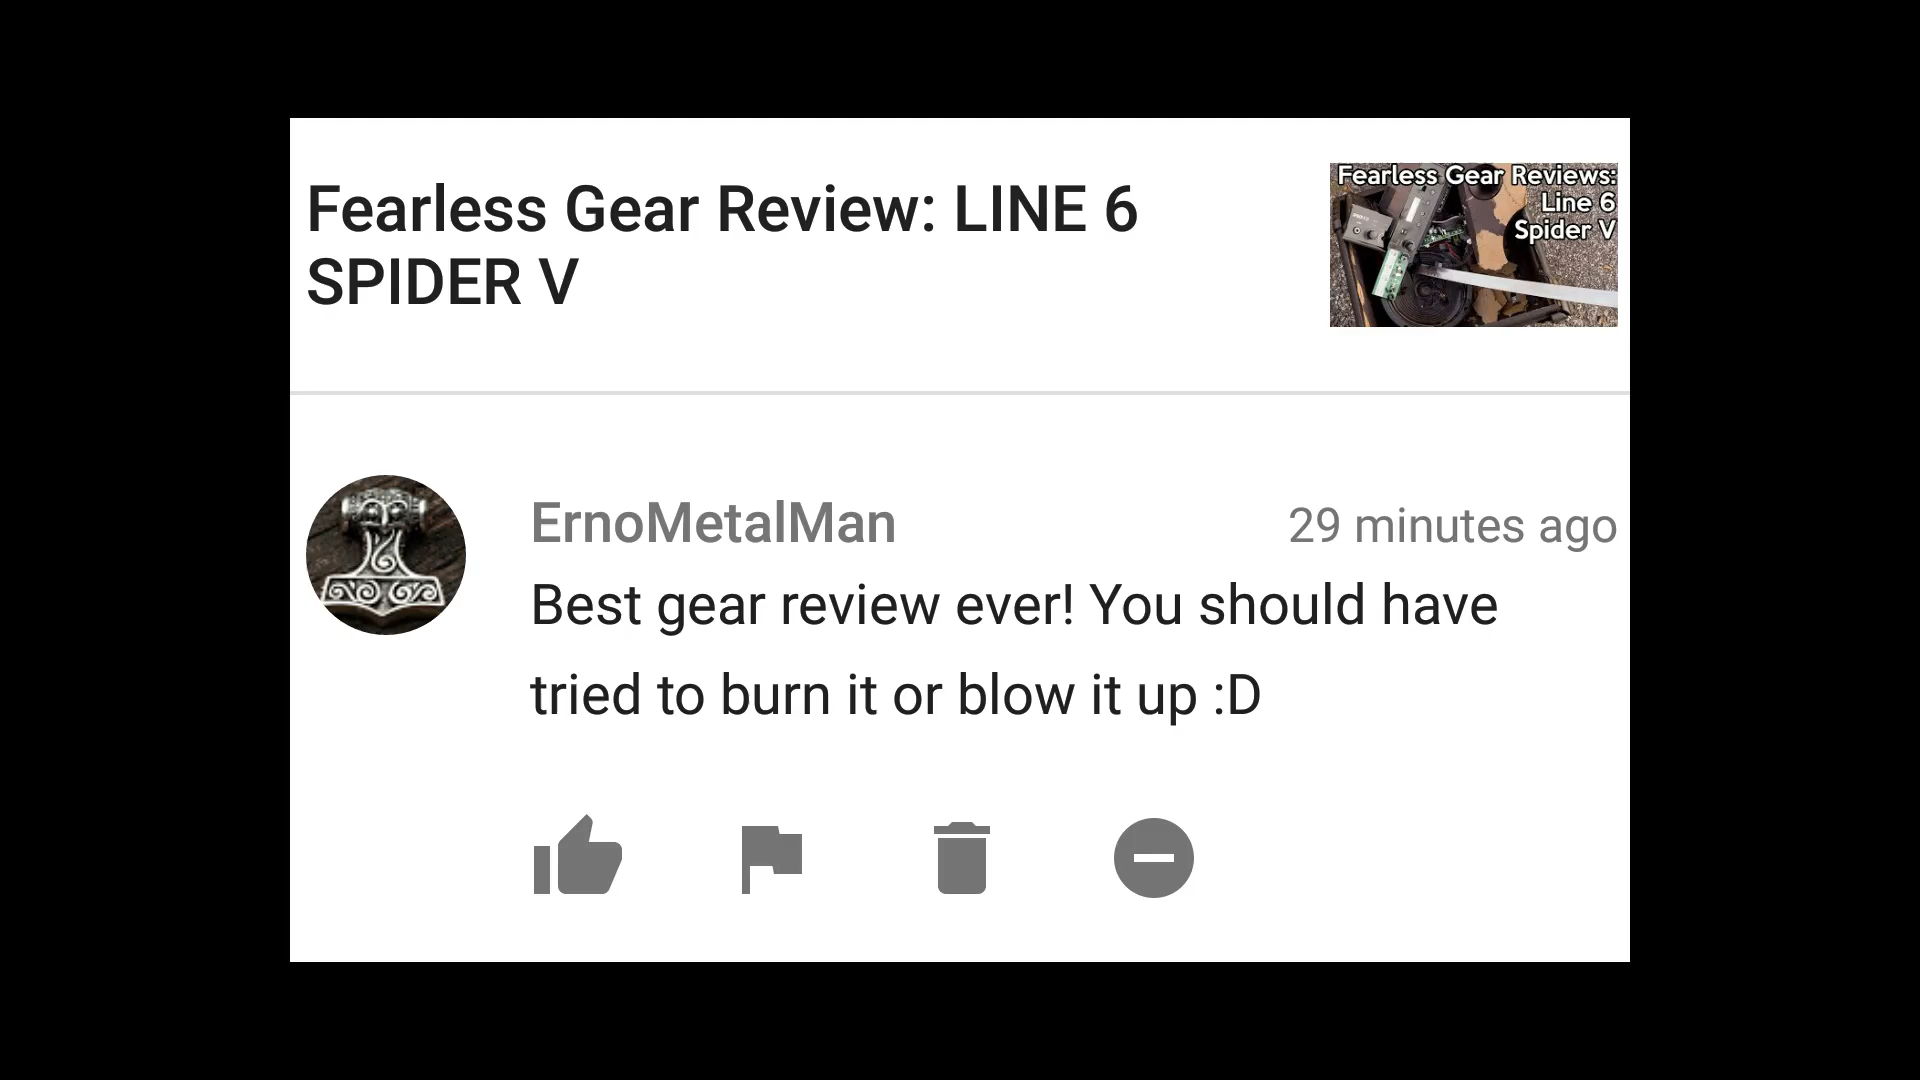 Fearless Gear Review: LINE 6
SPIDER V
Fearless Gear Reviews:
Line 6
Spider V
ErnoMetalMan
29 minutes ago
Best gear review ever! You should have
tried to burn it or blow it up :D